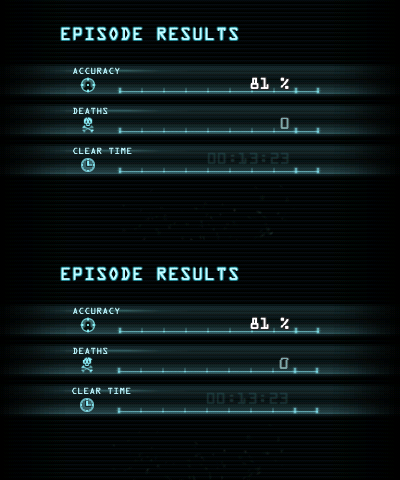 EPISODE RESULTS
ACCURACY
81 %
DEATHS
0
CLEAR TIME
00:13:23
EPISODE RESULTS
ACCURACY
81 %
DEATHS
0
CLEAR TIME
00:13:23